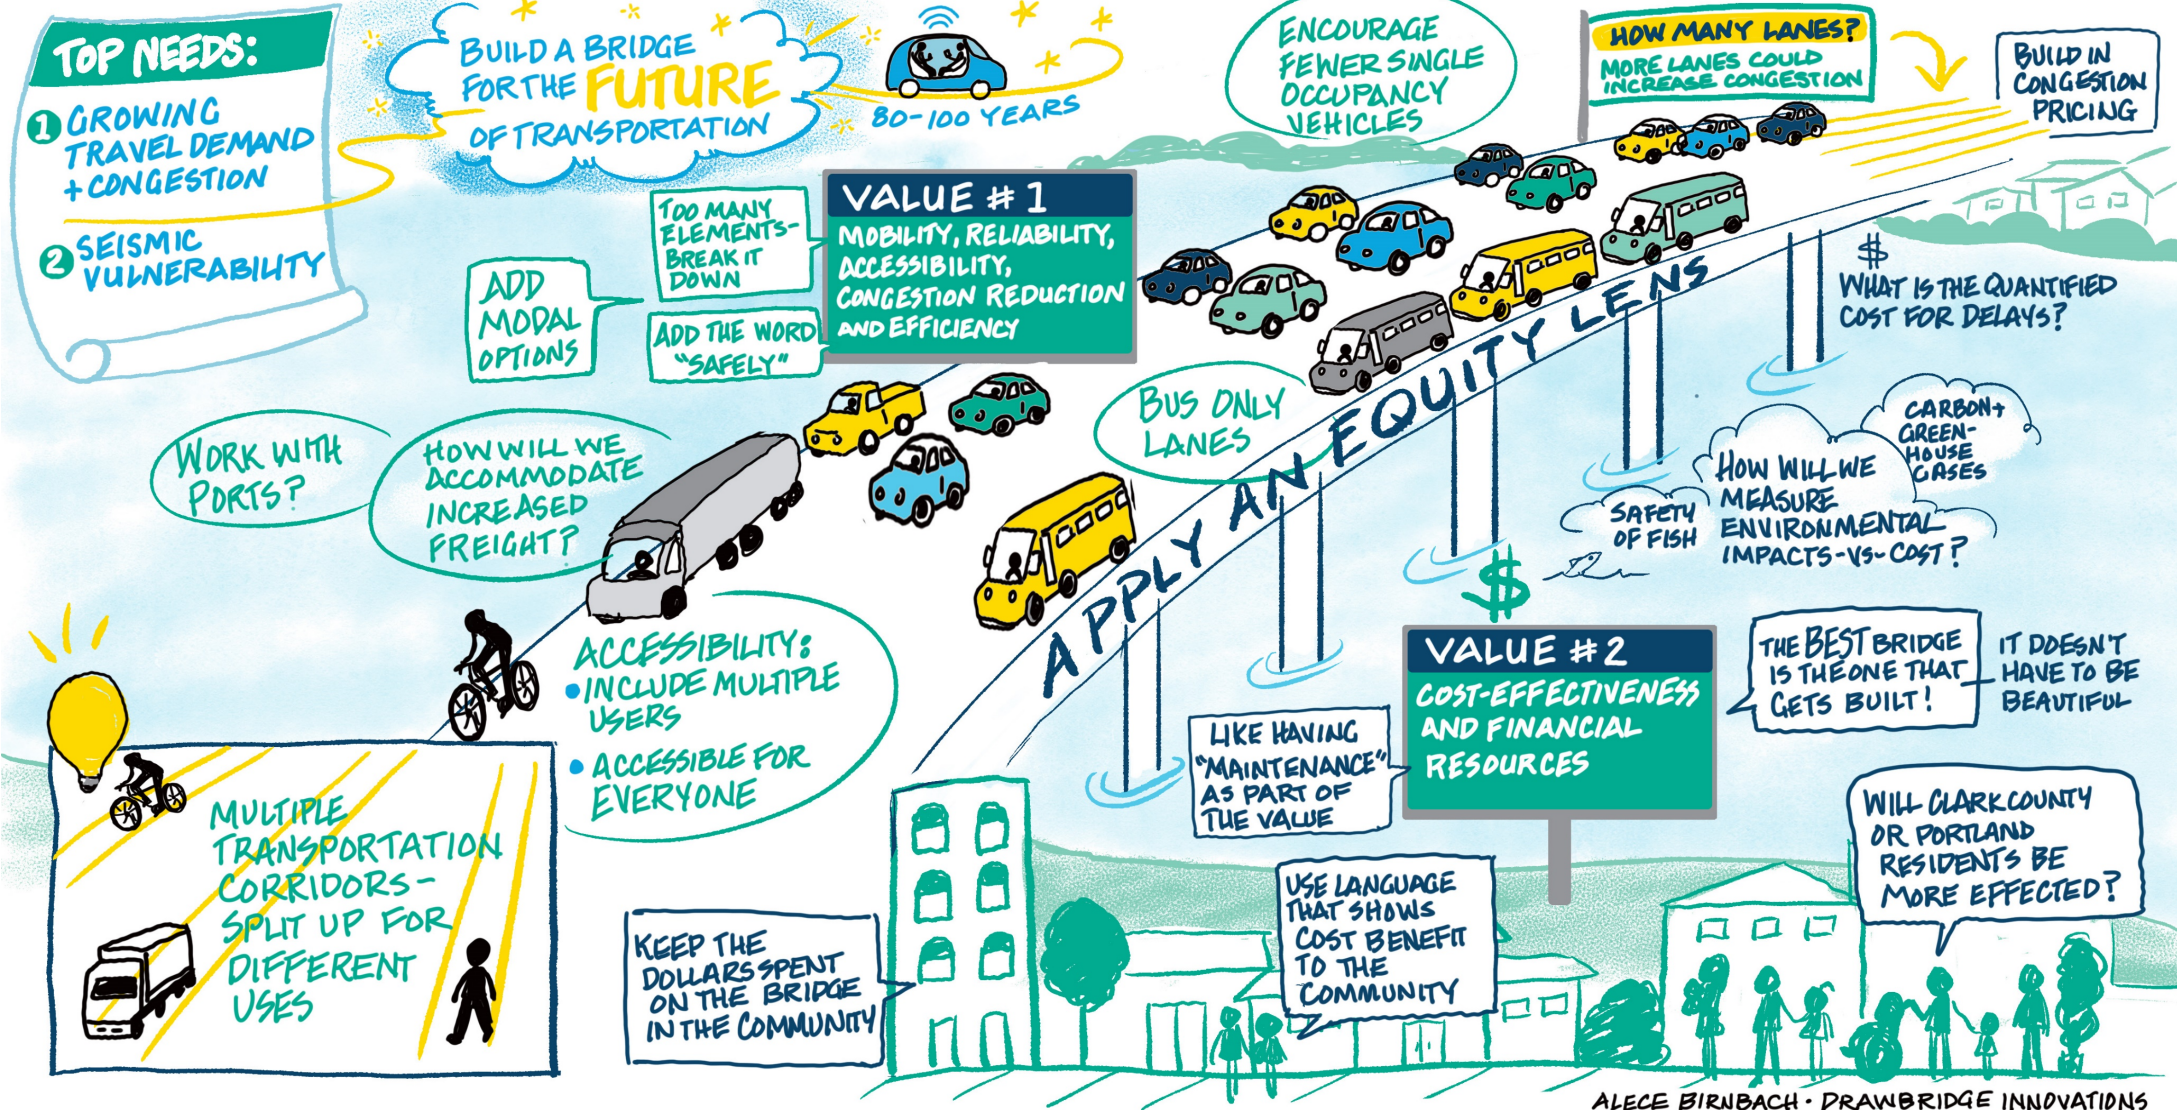 TOP NEEDS:
1 GROWING
TRAVEL DEMAND
+ CONGESTION
2 SEISMIC
VULNERABILITY
BUILD A BRIDGE
FOR THE FUTURE
OF TRANSPORTATION
80-100 YEARS
ENCOURAGE
FEWER SINGLE
OCCUPANCY
VEHICLES
HOW MANY LANES?
MORE LANES COULD
INCREASE CONGESTION
BUILD IN
CONGESTION
PRICING
ADD
MODAL
OPTIONS
TOO MANY
ELEMENTS-
BREAK IT
DOWN
ADD THE WORD
"SAFELY"
VALUE #1
MOBILITY, RELIABILITY,
ACCESSIBILITY,
CONGESTION REDUCTION
AND EFFICIENCY
$
WHAT IS THE QUANTIFIED
COST FOR DELAYS?
WORK WITH
PORTS?
HOW WILL WE
ACCOMMODATE
INCREASED
FREIGHT?
BUS ONLY
LANES
APPLY AN EQUITY LENS
CARBON+
GREEN-
HOUSE
GASES
HOW WILL WE
MEASURE
ENVIRONMENTAL
IMPACTS-VS-COST?
SAFETY
OF FISH
ACCESSIBILITY:
• INCLUDE MULTIPLE
USERS
• ACCESSIBLE FOR
EVERYONE
$
VALUE #2
COST-EFFECTIVENESS
AND FINANCIAL
RESOURCES
THE BEST BRIDGE
IS THE ONE THAT
GETS BUILT!
IT DOESN'T
HAVE TO BE
BEAUTIFUL
LIKE HAVING
"MAINTENANCE"
AS PART OF
THE VALUE
MULTIPLE
TRANSPORTATION
CORRIDORS-
SPLIT UP FOR
DIFFERENT
USES
KEEP THE
DOLLARS SPENT
ON THE BRIDGE
IN THE COMMUNITY
USE LANGUAGE
THAT SHOWS
COST BENEFIT
TO THE
COMMUNITY
WILL CLARK COUNTY
OR PORTLAND
RESIDENTS BE
MORE EFFECTED?
ALECE BIRNBACH · DRAWBRIDGE INNOVATIONS